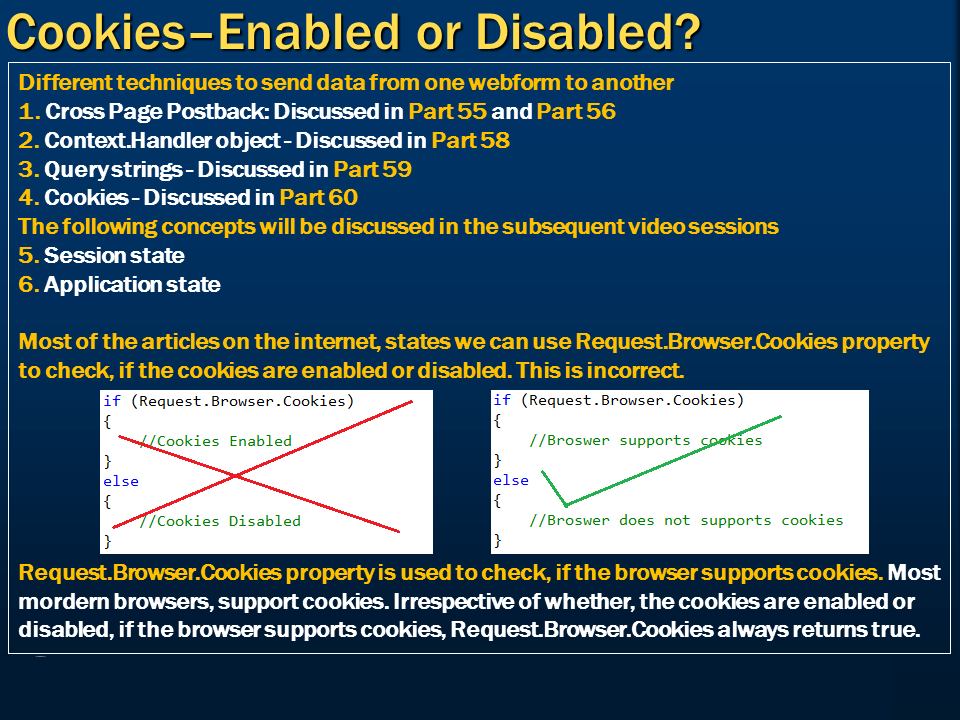 Cookies–Enabled or Disabled?
Different techniques to send data from one webform to another
1. Cross Page Postback: Discussed in Part 55 and Part 56
2. Context.Handler object - Discussed in Part 58
3. Query strings - Discussed in Part 59
4. Cookies - Discussed in Part 60
The following concepts will be discussed in the subsequent video sessions
5. Session state
6. Application state
Most of the articles on the internet, states we can use Request.Browser.Cookies property
to check, if the cookies are enabled or disabled. This is incorrect.
if (Request.Browser.Cookies)
{
//Cookies Enabled
}
else
{
//Cookies Disabled
}
if (Request.Browser.Cookies)
{
//Broswer supports cookies
}
else
{
//Broswer does not supports cookies
}
Request.Browser.Cookies property is used to check, if the browser supports cookies. Most
mordern browsers, support cookies. Irrespective of whether, the cookies are enabled or
disabled, if the browser supports cookies, Request.Browser.Cookies always returns true.